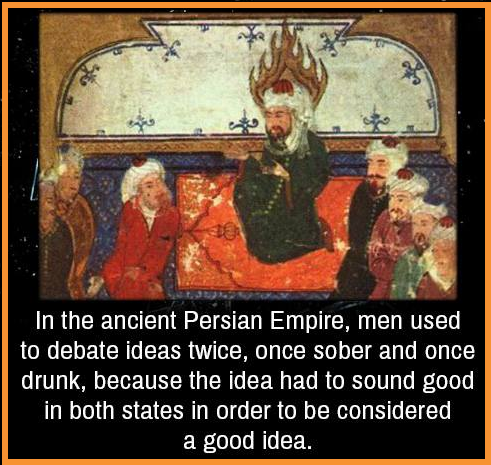 In the ancient Persian Empire, men used
to debate ideas twice, once sober and once
drunk, because the idea had to sound good
in both states in order to be considered
a good idea.